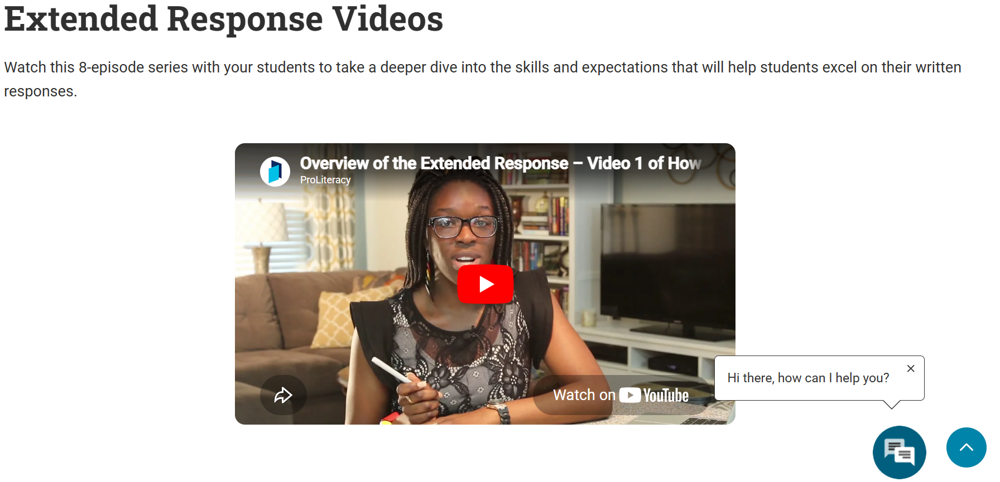 Extended Response Videos
Watch this 8-episode series with your students to take a deeper dive into the skills and expectations that will help students excel on their written
responses.
Overview of the Extended Response – Video 1 of How
ProLiteracy
Watch on YouTube
Hi there, how can I help you?